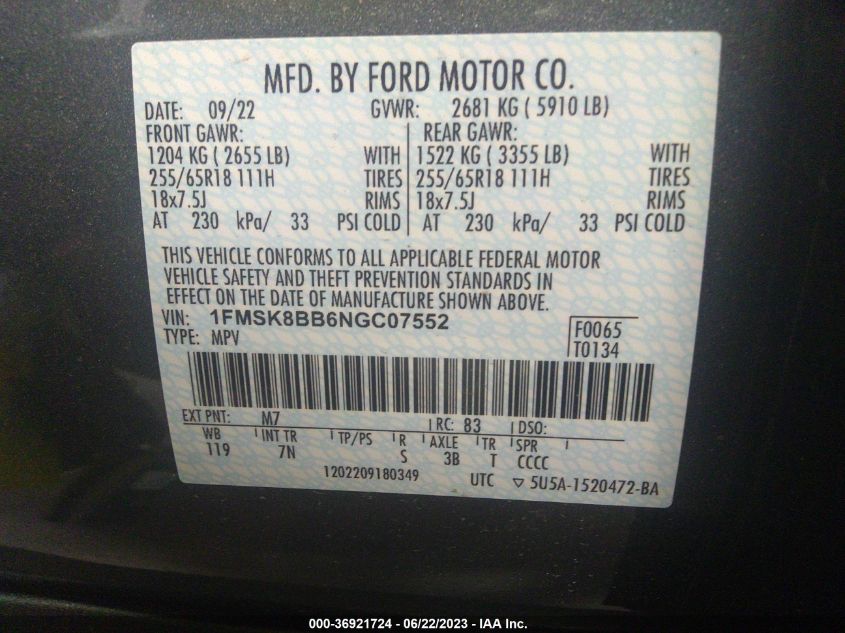 MFD. BY FORD MOTOR CO.
DATE: 09/22 GVWR: 2681 KG ( 5910 LB)
FRONT GAWR: REAR GAWR:
1204 KG ( 2655 LB) WITH 1522 KG ( 3355 LB) WITH
255/65R18 111H TIRES 255/65R18 111H TIRES
18x7.5J RIMS 18x7.5J RIMS
AT 230 kPa/ 33 PSI COLD AT 230 kPa/ 33 PSI COLD
THIS VEHICLE CONFORMS TO ALL APPLICABLE FEDERAL MOTOR
VEHICLE SAFETY AND THEFT PREVENTION STANDARDS IN
EFFECT ON THE DATE OF MANUFACTURE SHOWN ABOVE.
VIN: 1FMSK8BB6NGC07552 F0065
TYPE: MPV T0134
EXT PNT: M7 RC: 83 DSO:
WB INT TR TP/PS R AXLE TR SPR
119 7N S 3B T CCCC
1202209180349 UTC ▽ 5U5A-1520472-BA
000-36921724 - 06/22/2023 - IAA Inc.